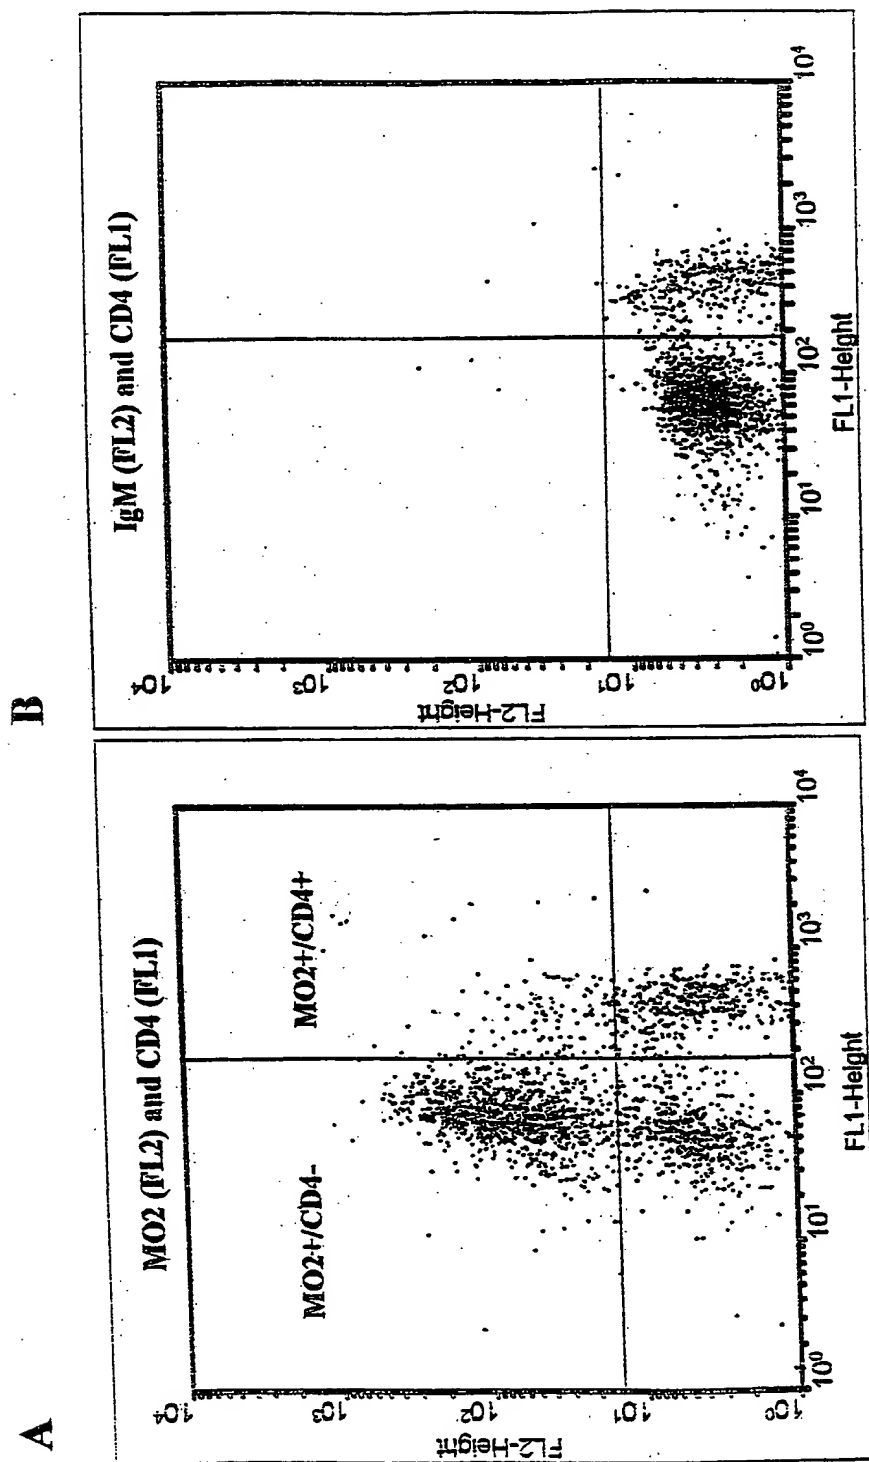 A
MO2 (FL2) and CD4 (FL1)
MO2+/CD4-
MO2+/CD4+
FL2-Height
10⁴
10³
10²
10¹
10⁰
10⁰
10¹
10²
10³
10⁴
FL1-Height
B
IgM (FL2) and CD4 (FL1)
FL2-Height
10⁴
10³
10²
10¹
10⁰
10⁰
10¹
10²
10³
10⁴
FL1-Height